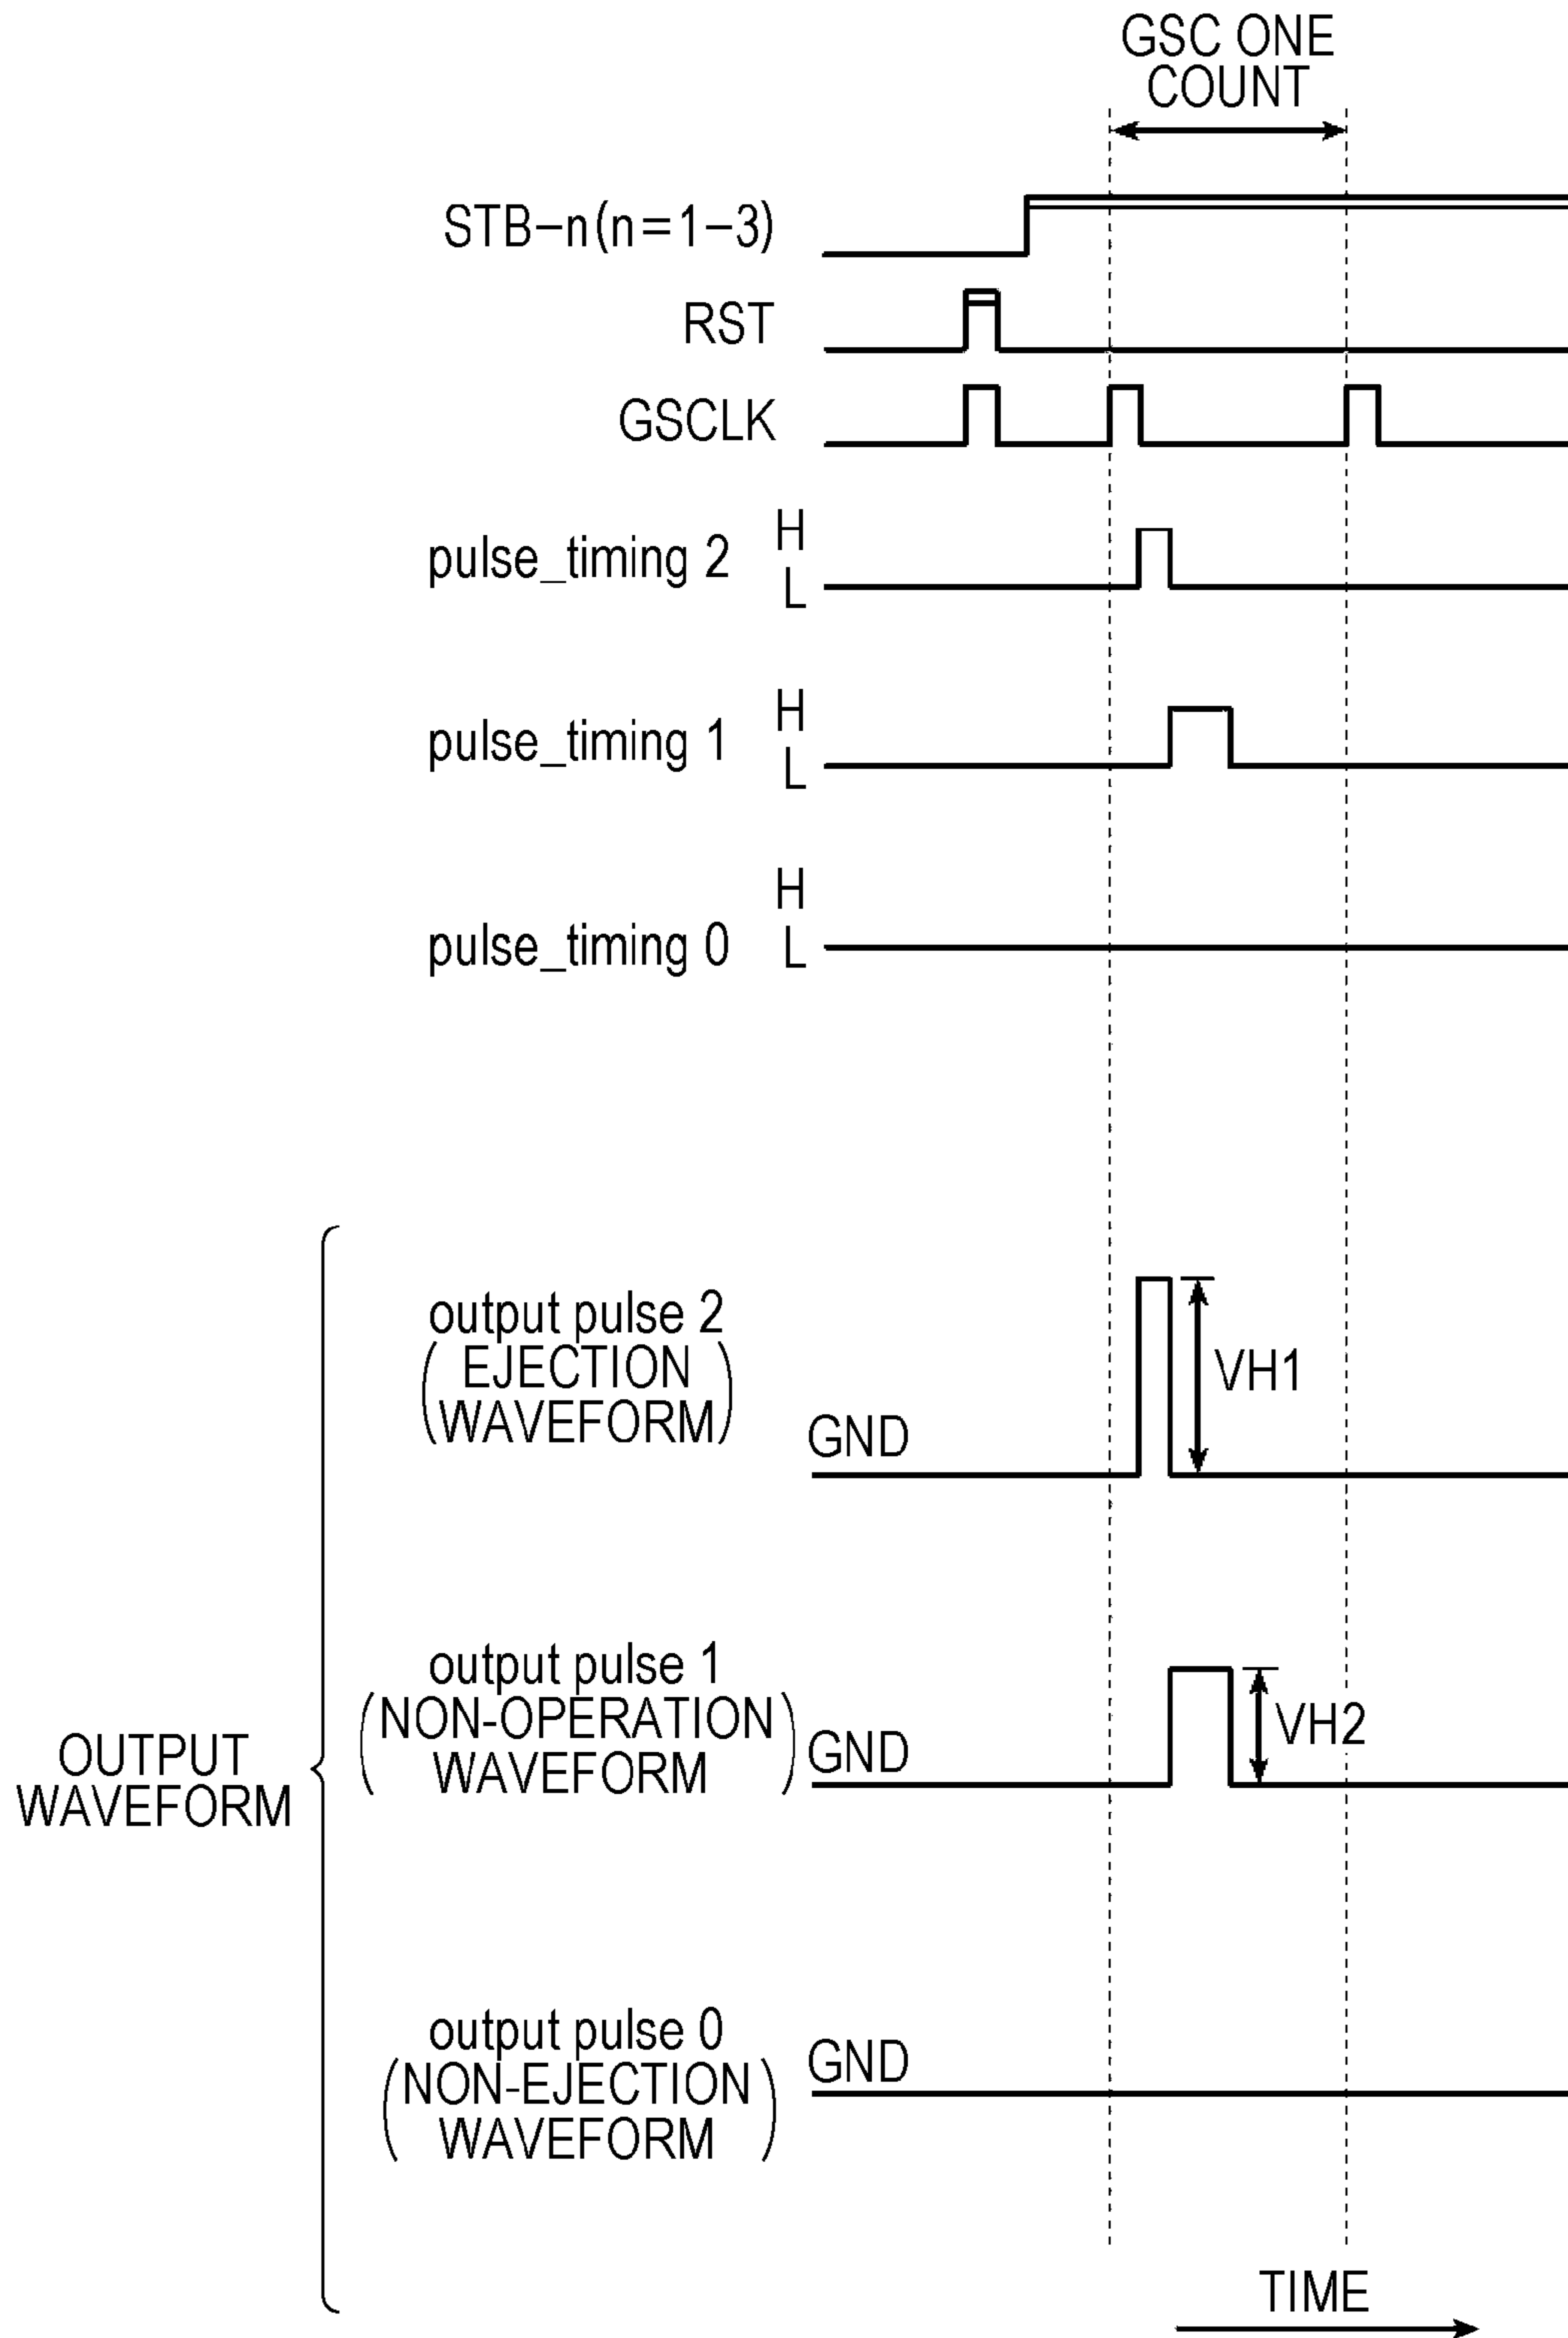 GSC ONE
COUNT
STB-n(n=1-3)
RST
GSCLK
pulse_timing 2
H
L
pulse_timing 1
H
L
pulse_timing 0
H
L
output pulse 2
(EJECTION
WAVEFORM)
GND
VH1
output pulse 1
(NON-OPERATION
WAVEFORM)
GND
VH2
OUTPUT
WAVEFORM
output pulse 0
(NON-EJECTION
WAVEFORM)
GND
TIME